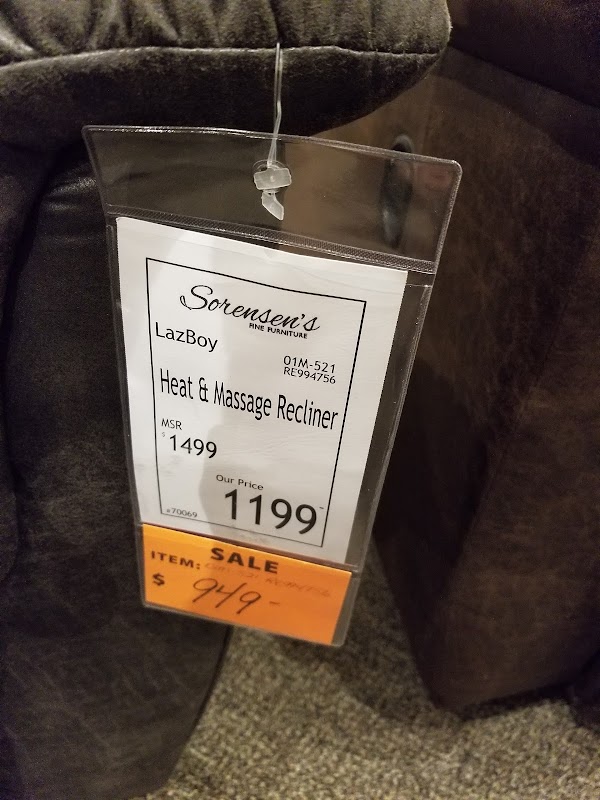 Sorensen's
FINE FURNITURE
LazBoy
01M-521
RE994756
Heat & Massage Recliner
MSR
$1499
Our Price
1199
#70069
SALE
ITEM:
$ 949-